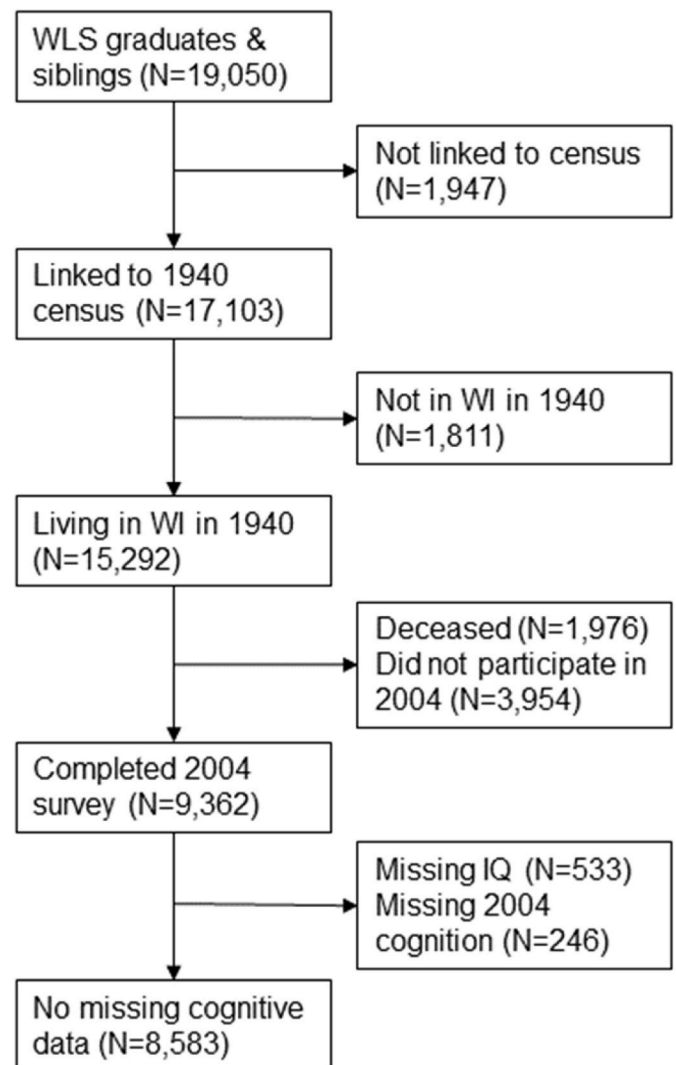 WLS graduates &
siblings (N=19,050)
Not linked to census
(N=1,947)
Linked to 1940
census (N=17,103)
Not in WI in 1940
(N=1,811)
Living in WI in 1940
(N=15,292)
Deceased (N=1,976)
Did not participate in
2004 (N=3,954)
Completed 2004
survey (N=9,362)
Missing IQ (N=533)
Missing 2004
cognition (N=246)
No missing cognitive
data (N=8,583)